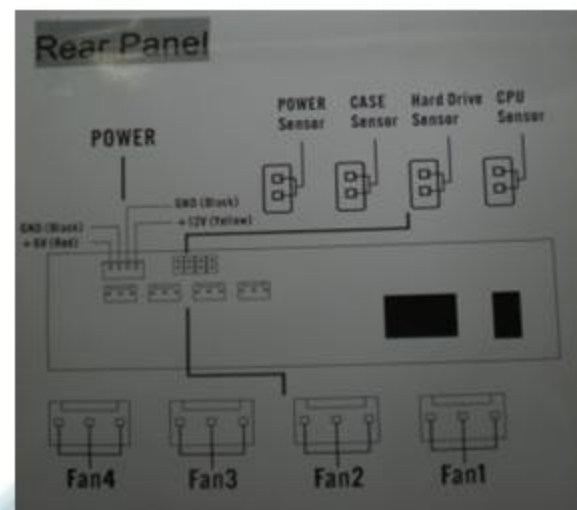 Rear Panel
POWER Sensor
CASE Sensor
Hard Drive Sensor
CPU Sensor
POWER
GND (Black)
+12V (Yellow)
GND (Black)
+5V (Red)
Fan4
Fan3
Fan2
Fan1